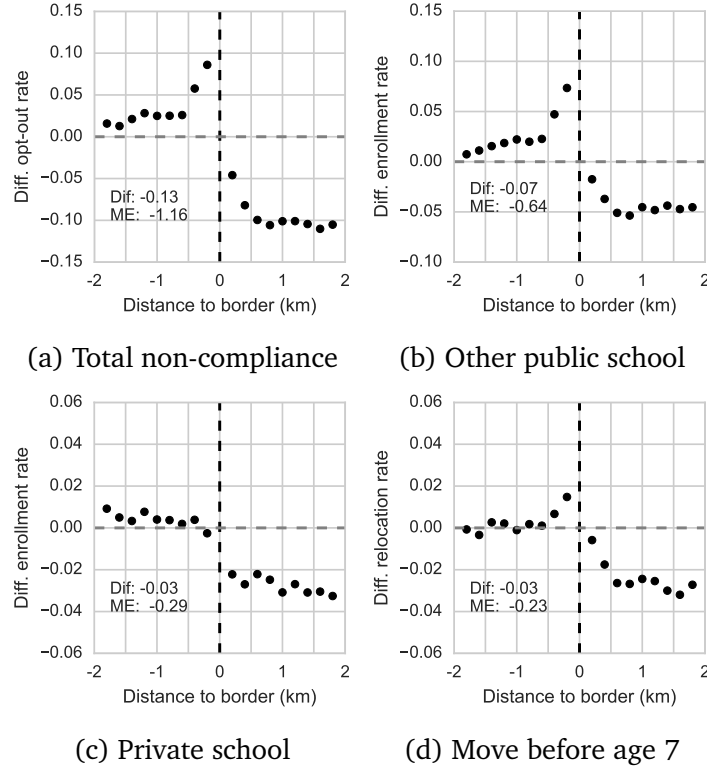 0.15
0.10
0.05
0.00
−0.05
−0.10
−0.15
Diff. opt-out rate
Dif: -0.13
ME: -1.16
-2
-1
0
1
2
Distance to border (km)
(a) Total non-compliance
0.15
0.10
0.05
0.00
−0.05
−0.10
Diff. enrollment rate
Dif: -0.07
ME: -0.64
-2
-1
0
1
2
Distance to border (km)
(b) Other public school
0.06
0.04
0.02
0.00
−0.02
−0.04
−0.06
Diff. enrollment rate
Dif: -0.03
ME: -0.29
-2
-1
0
1
2
Distance to border (km)
(c) Private school
0.06
0.04
0.02
0.00
−0.02
−0.04
−0.06
Diff. relocation rate
Dif: -0.03
ME: -0.23
-2
-1
0
1
2
Distance to border (km)
(d) Move before age 7